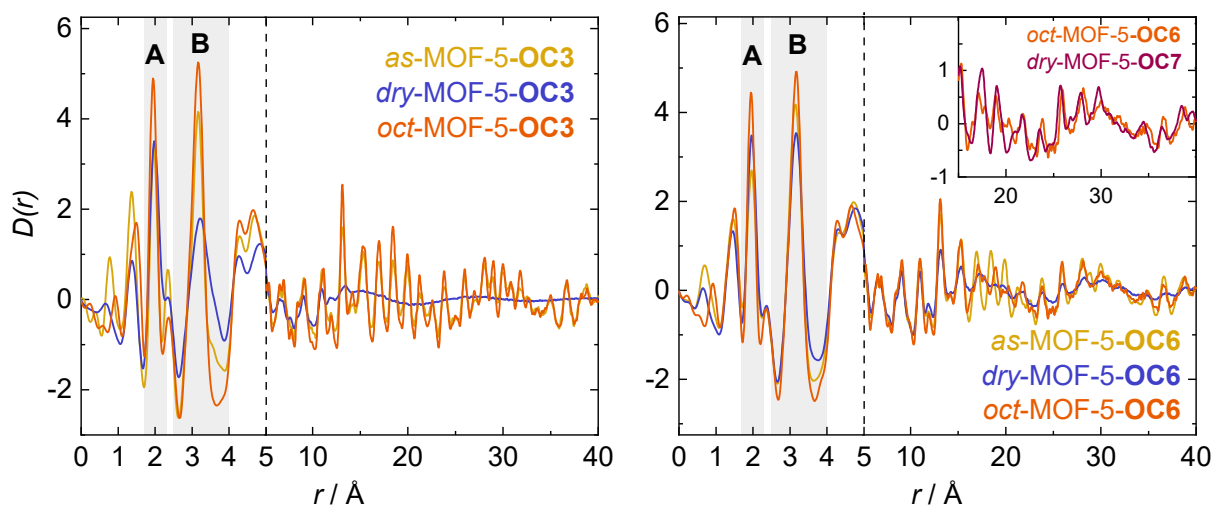 6
4
2
0
-2
D(r)
A
B
as-MOF-5-OC3
dry-MOF-5-OC3
oct-MOF-5-OC3
0 1 2 3 4 5 10 20 30 40
r / Å
6
4
2
0
-2
A
B
oct-MOF-5-OC6
dry-MOF-5-OC7
1
0
-1
20 30
as-MOF-5-OC6
dry-MOF-5-OC6
oct-MOF-5-OC6
0 1 2 3 4 5 10 20 30 40
r / Å